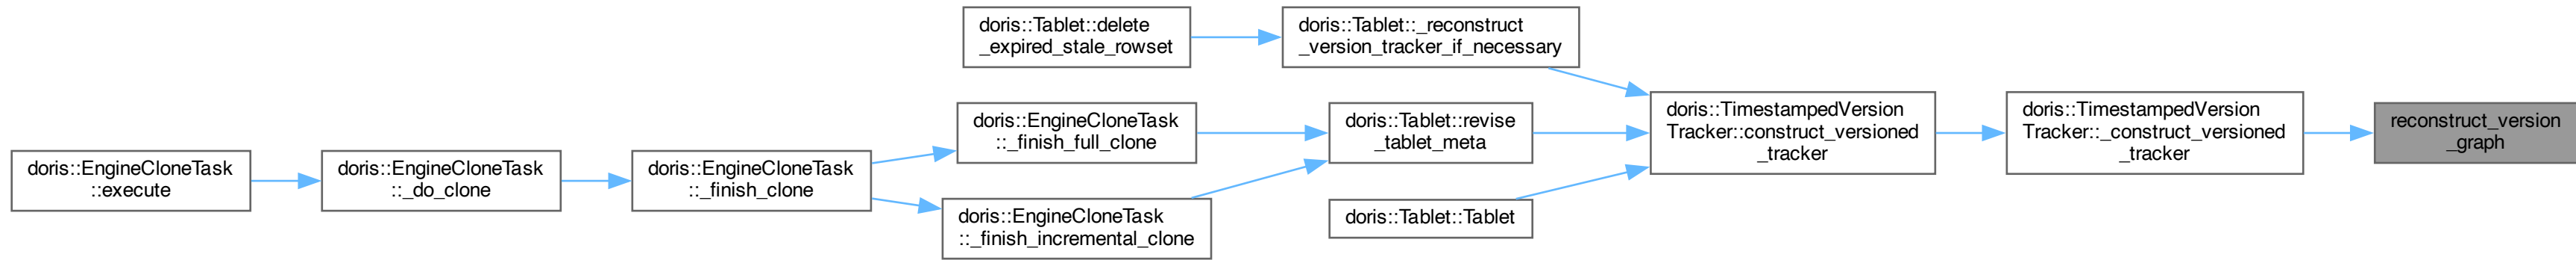 doris::Tablet::delete
_expired_stale_rowset
doris::Tablet::_reconstruct
_version_tracker_if_necessary
doris::EngineCloneTask
::execute
doris::EngineCloneTask
::_do_clone
doris::EngineCloneTask
::_finish_clone
doris::EngineCloneTask
::_finish_full_clone
doris::EngineCloneTask
::_finish_incremental_clone
doris::Tablet::revise
_tablet_meta
doris::Tablet::Tablet
doris::TimestampedVersion
Tracker::construct_versioned
_tracker
doris::TimestampedVersion
Tracker::_construct_versioned
_tracker
reconstruct_version
_graph